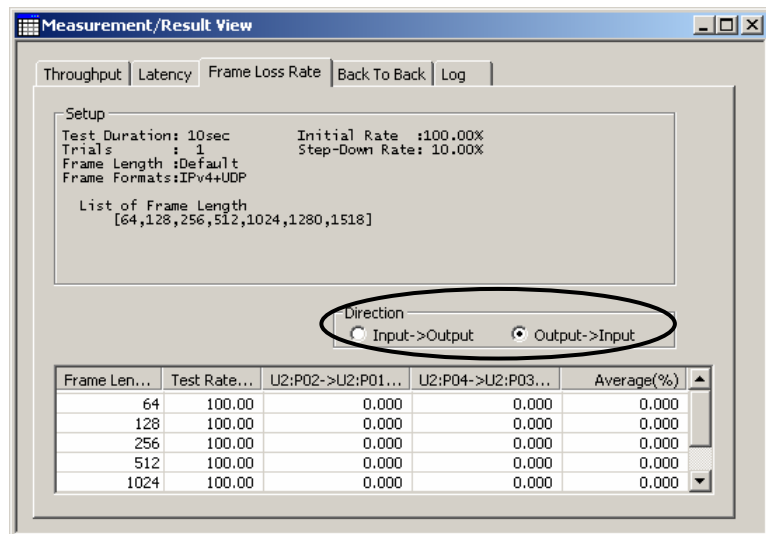 Measurement/Result View
Throughput Latency Frame Loss Rate Back To Back Log
Setup
Test Duration: 10sec Initial Rate :100.00%
Trials : 1 Step-Down Rate: 10.00%
Frame Length :Default
Frame Formats:IPv4+UDP
List of Frame Length
[64,128,256,512,1024,1280,1518]
Direction
Input->Output Output->Input
Frame Len... Test Rate... U2:P02->U2:P01... U2:P04->U2:P03... Average(%)
64 100.00 0.000 0.000 0.000
128 100.00 0.000 0.000 0.000
256 100.00 0.000 0.000 0.000
512 100.00 0.000 0.000 0.000
1024 100.00 0.000 0.000 0.000